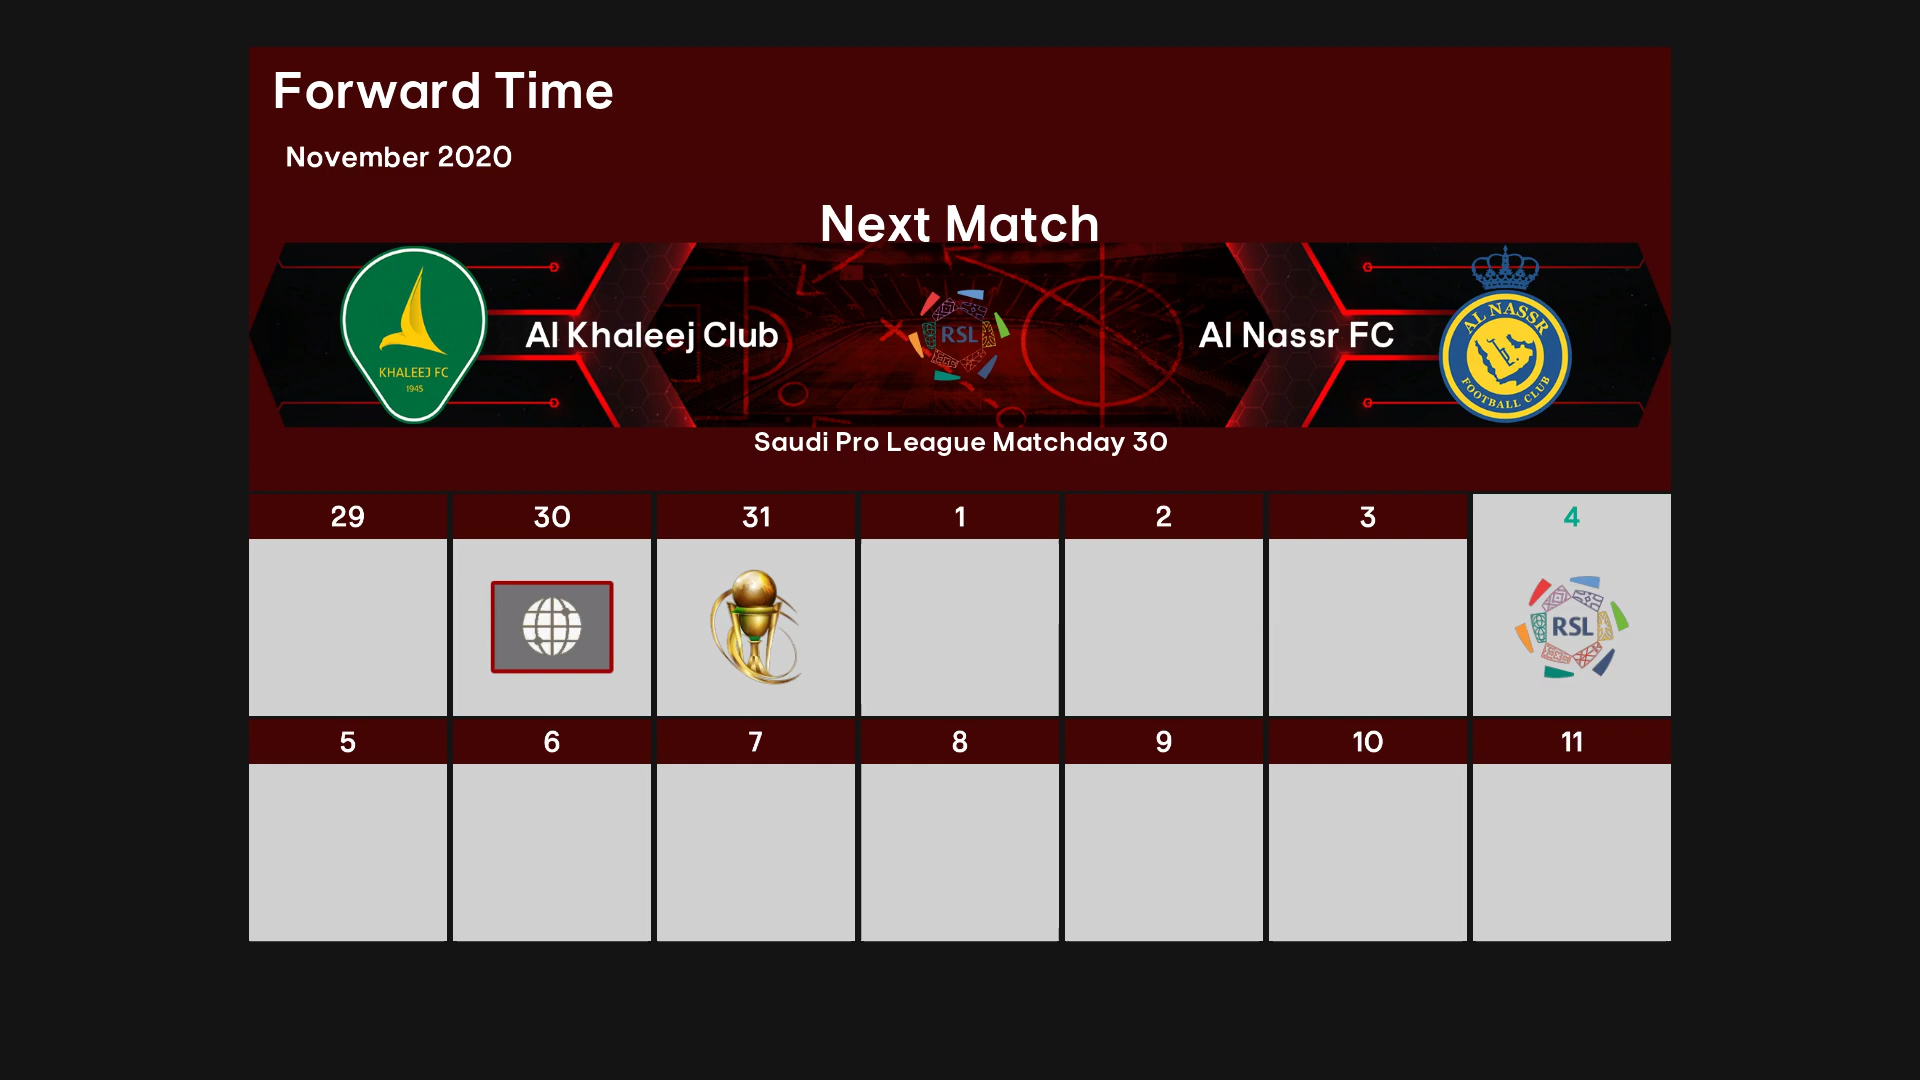 Forward Time
November 2020
Next Match
KHALEEJ FC
1945
Al Khaleej Club
RSL
Al Nassr FC
AL NASSR
FOOTBALL CLUB
Saudi Pro League Matchday 30
29 30 31 1 2 3 4
RSL
5 6 7 8 9 10 11